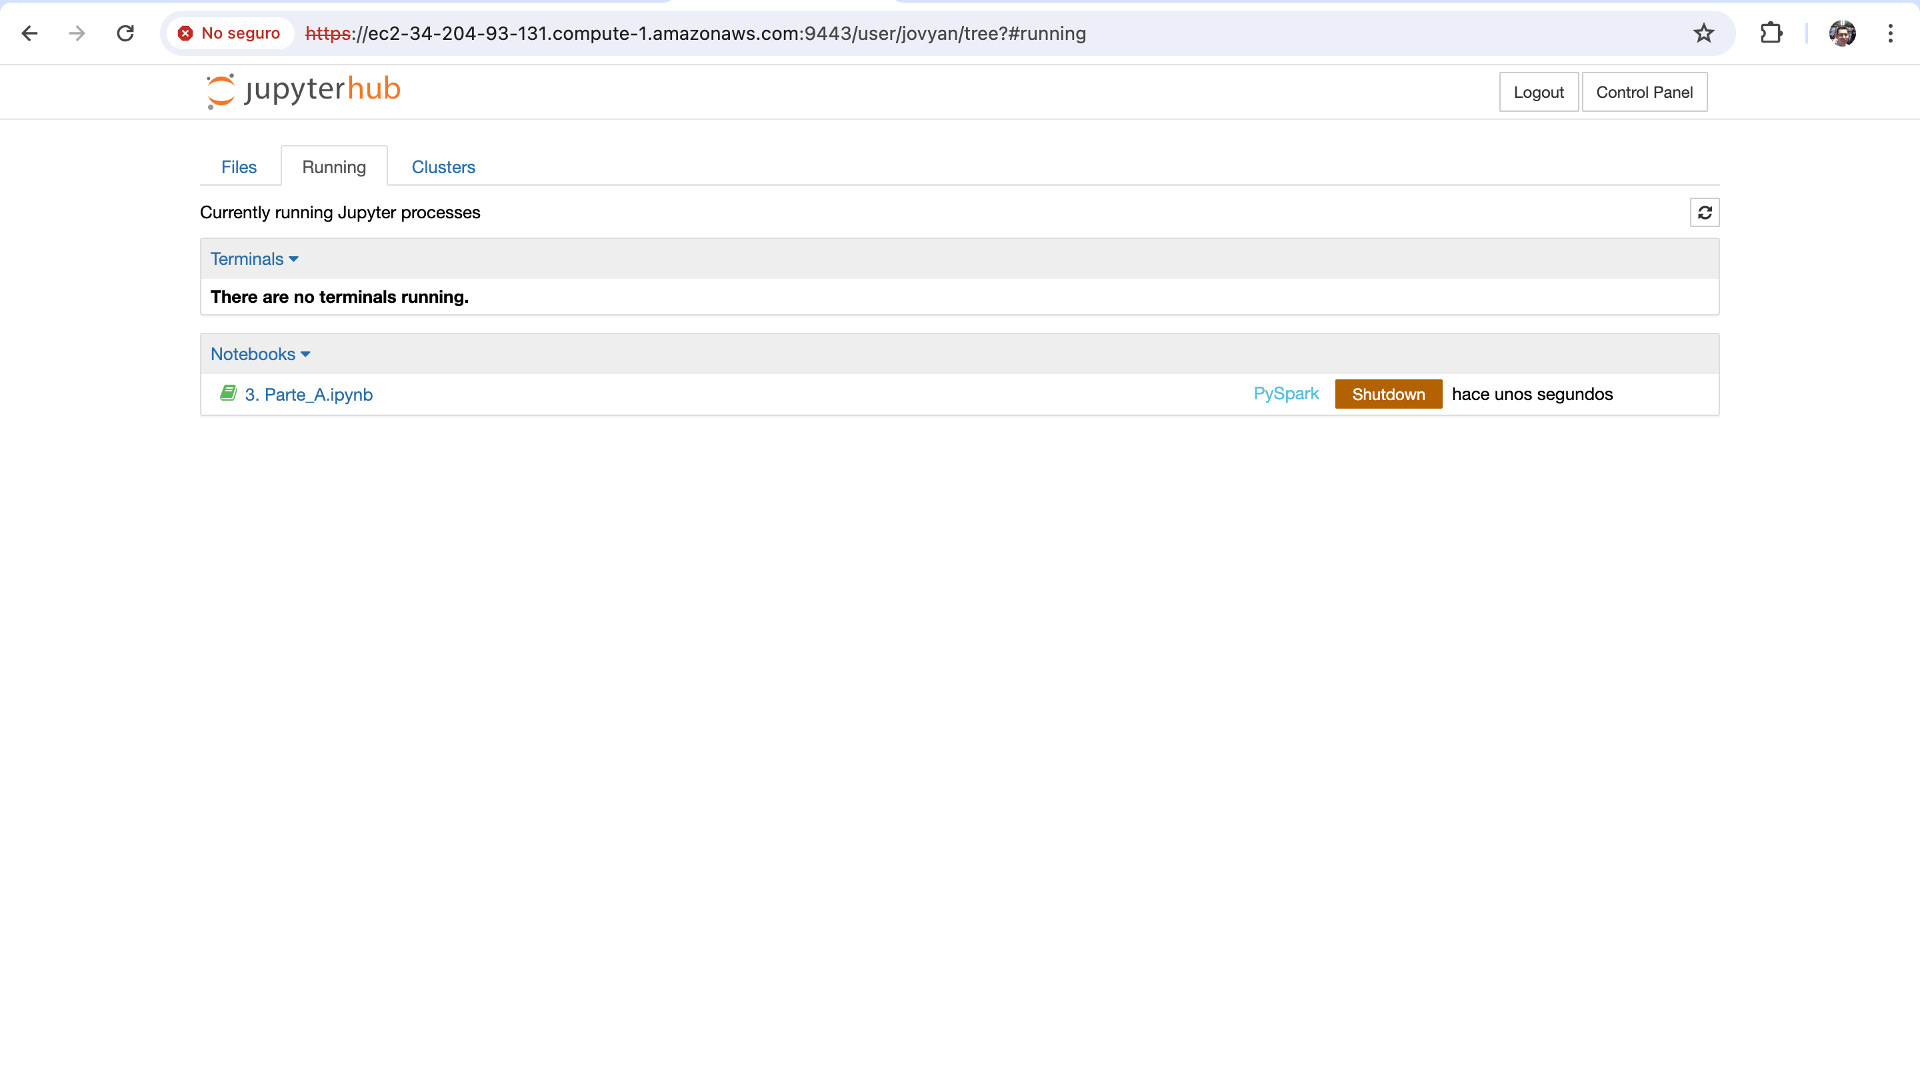 No seguro https://ec2-34-204-93-131.compute-1.amazonaws.com:9443/user/jovyan/tree?#running
jupyterhub
Logout Control Panel
Files Running Clusters
Currently running Jupyter processes
Terminals
There are no terminals running.
Notebooks
3. Parte_A.ipynb PySpark Shutdown hace unos segundos